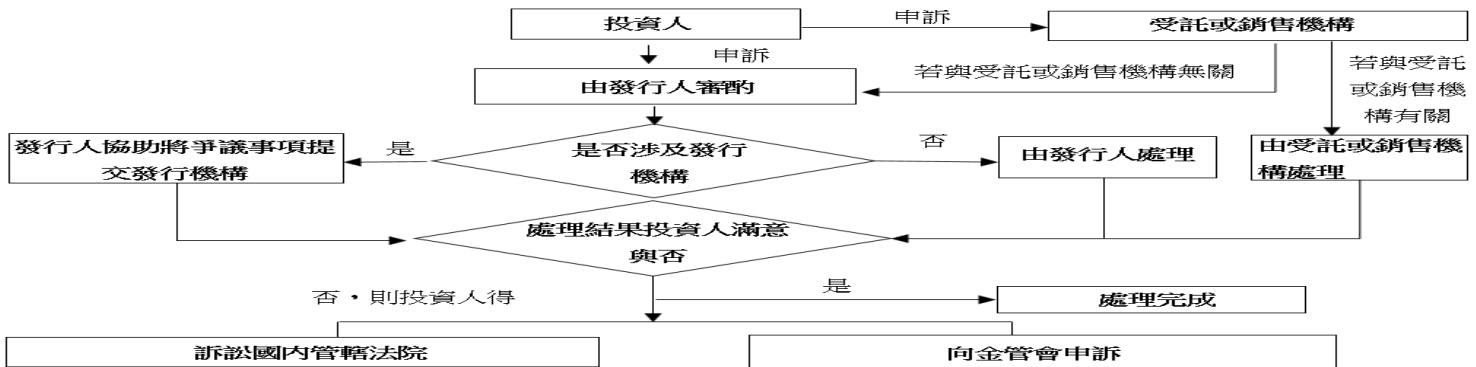 投資人
申訴
受託或銷售機構
申訴
若與受託或銷售機構無關
若與受託
或銷售機
構有關
由發行人審酌
發行人協助將爭議事項提
交發行機構
是
是否涉及發行
機構
否
由發行人處理
由受託或銷售機
構處理
處理結果投資人滿意
與否
否，則投資人得
是
處理完成
訴訟國內管轄法院
向金管會申訴